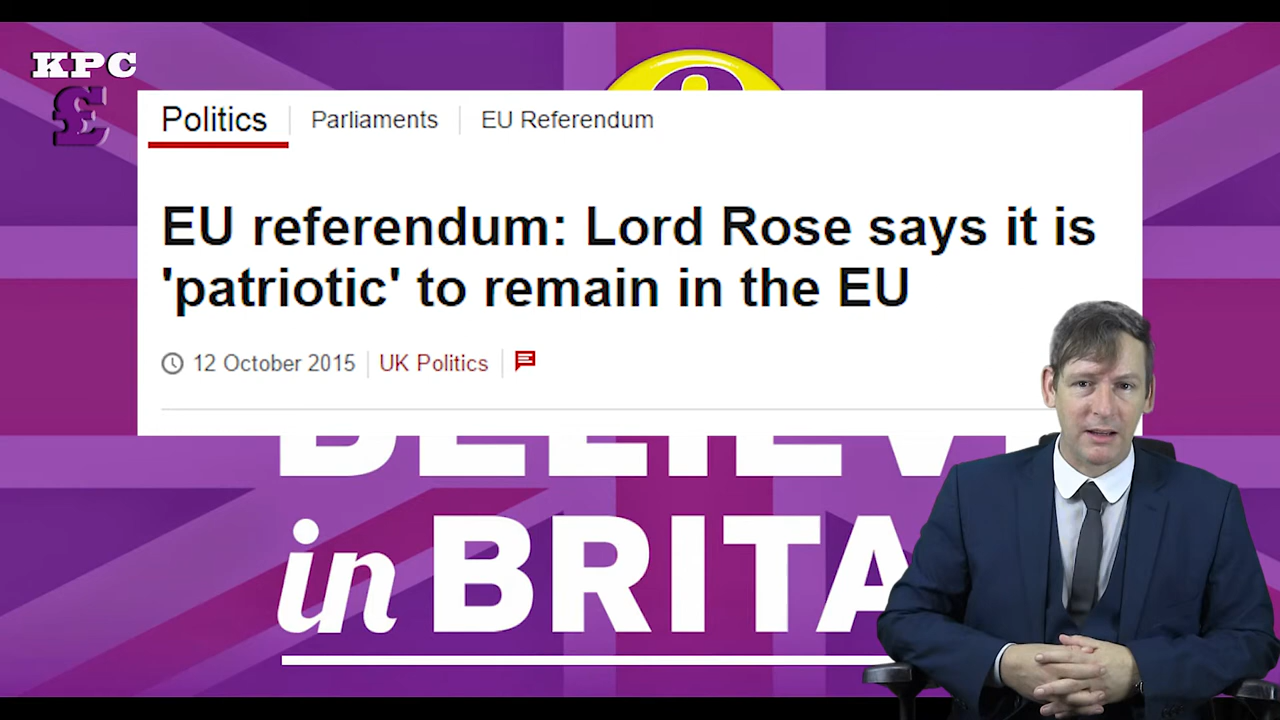 KPC
£
Politics
Parliaments
EU Referendum
EU referendum: Lord Rose says it is
'patriotic' to remain in the EU
12 October 2015
UK Politics
in BRITA